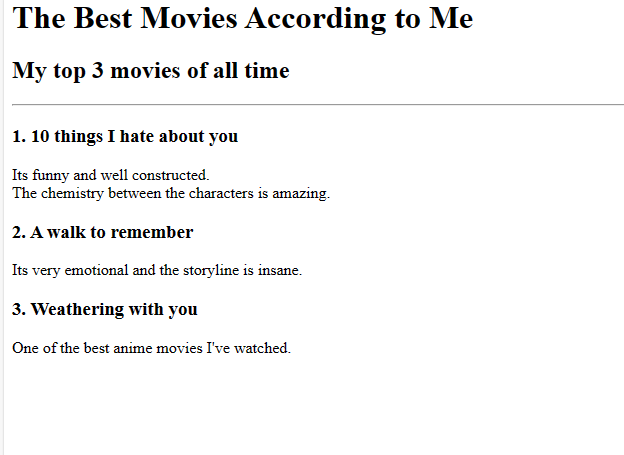 The Best Movies According to Me
My top 3 movies of all time
1. 10 things I hate about you
Its funny and well constructed.
The chemistry between the characters is amazing.
2. A walk to remember
Its very emotional and the storyline is insane.
3. Weathering with you
One of the best anime movies I've watched.